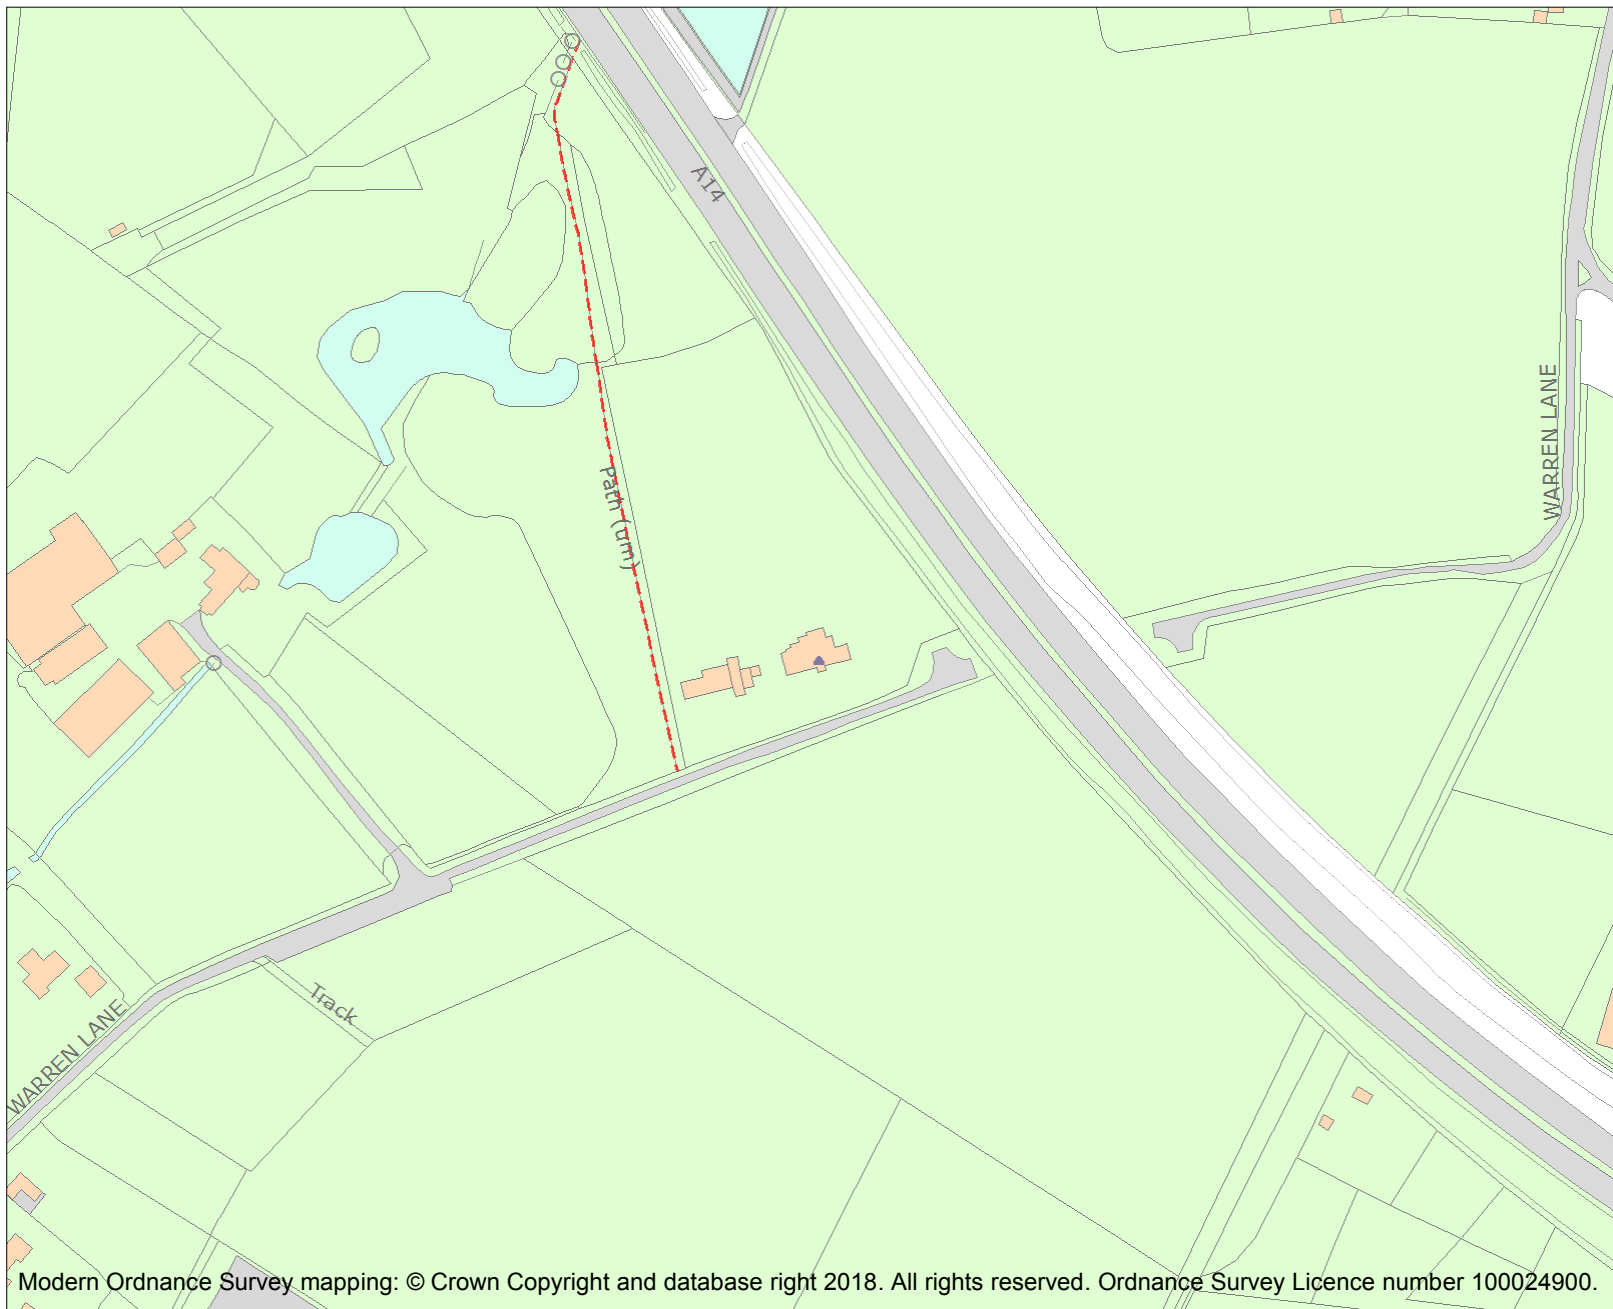 A14
WARREN LANE
Path (um)
Track
WARREN LANE
Modern Ordnance Survey mapping: © Crown Copyright and database right 2018. All rights reserved. Ordnance Survey Licence number 100024900.